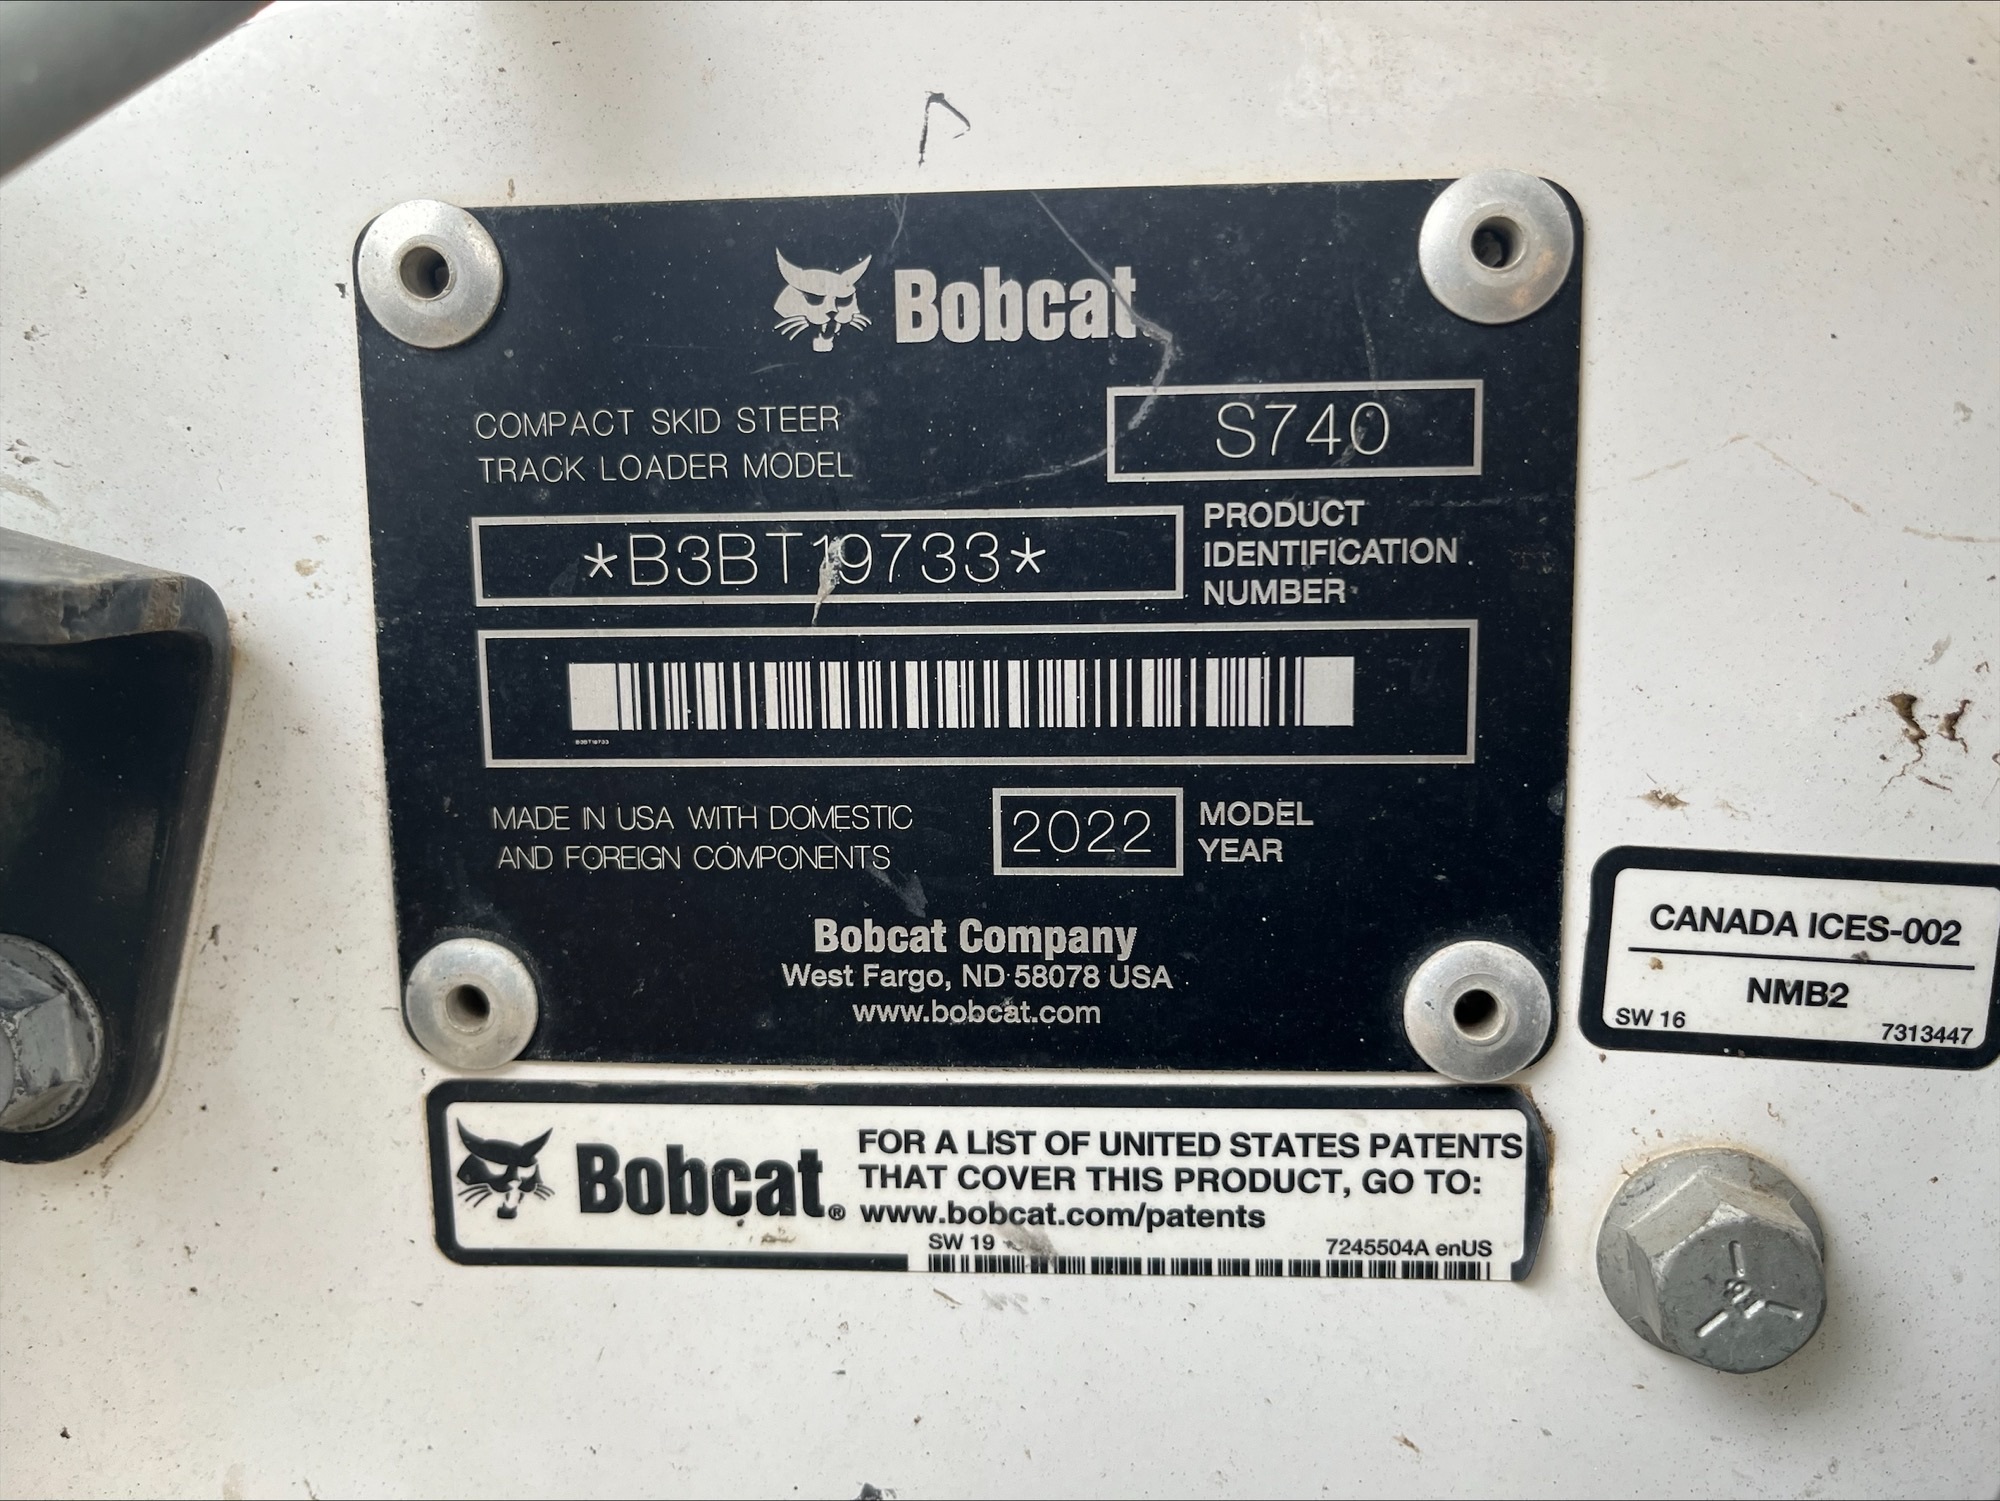 Bobcat
COMPACT SKID STEER
TRACK LOADER MODEL
S740
*B3BT19733*
PRODUCT
IDENTIFICATION
NUMBER
B3BT19733
MADE IN USA WITH DOMESTIC
AND FOREIGN COMPONENTS
2022
MODEL
YEAR
Bobcat Company
West Fargo, ND 58078 USA
www.bobcat.com
CANADA ICES-002
NMB2
SW 16
7313447
Bobcat®
FOR A LIST OF UNITED STATES PATENTS
THAT COVER THIS PRODUCT, GO TO:
www.bobcat.com/patents
SW 19
7245504A enUS